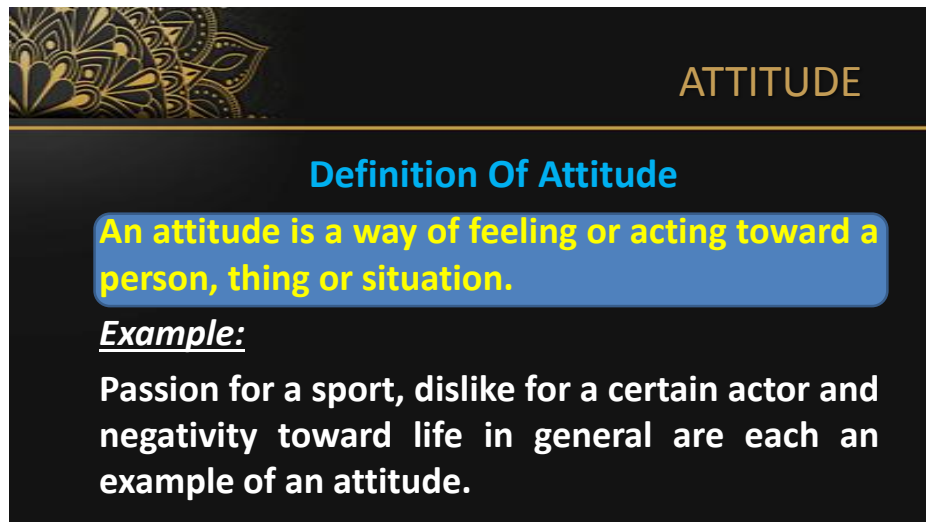 ATTITUDE
Definition Of Attitude
An attitude is a way of feeling or acting toward a
person, thing or situation.
Example:
Passion for a sport, dislike for a certain actor and
negativity toward life in general are each an
example of an attitude.